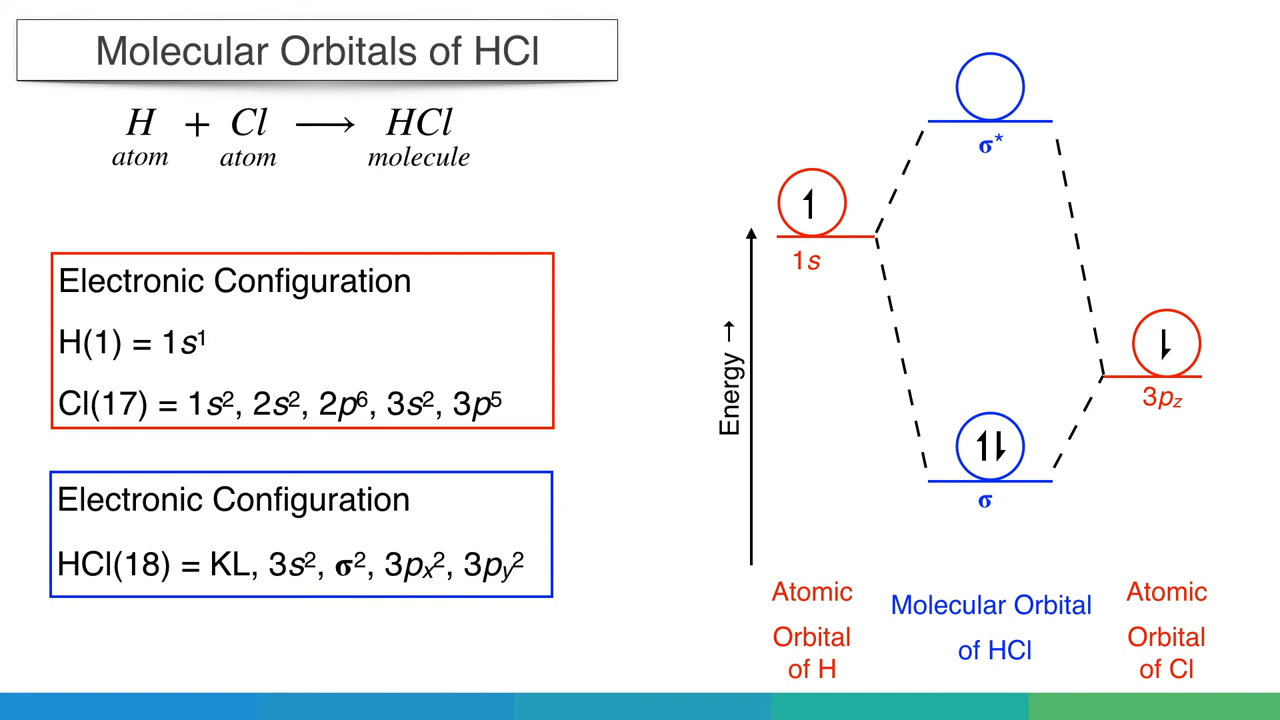 Molecular Orbitals of HCl
H + Cl ⟶ HCl
atom atom molecule
Electronic Configuration
H(1) = 1s¹
Cl(17) = 1s², 2s², 2p⁶, 3s², 3p⁵
Electronic Configuration
HCl(18) = KL, 3s², σ², 3pₓ², 3p_y²
Energy →
σ*
↿
1s
⇂
3p_z
↿⇂
σ
Atomic
Orbital
of H
Molecular Orbital
of HCl
Atomic
Orbital
of Cl